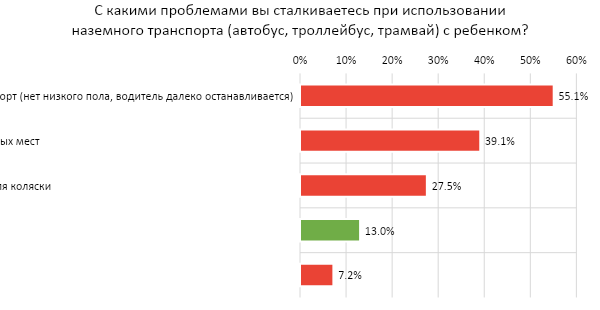 С какими проблемами вы сталкиваетесь при использовании
наземного транспорта (автобус, троллейбус, трамвай) с ребенком?
0% 10% 20% 30% 40% 50% 60%
орт (нет низкого пола, водитель далеко останавливается) 55.1%
ых мест 39.1%
ля коляски 27.5%
13.0%
7.2%